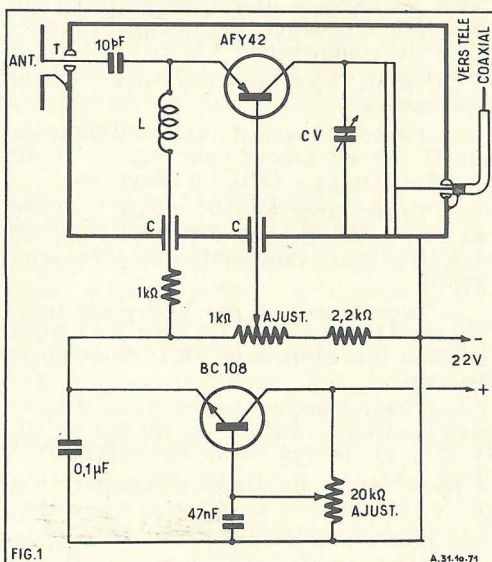 ANT.
T
10pF
AFY42
L
CV
VERS TELE
COAXIAL
C
C
1kΩ
1kΩ
AJUST.
2,2kΩ
-
22V
+
BC 108
0,1µF
47nF
20kΩ
AJUST.
FIG.1
A.31.10.71